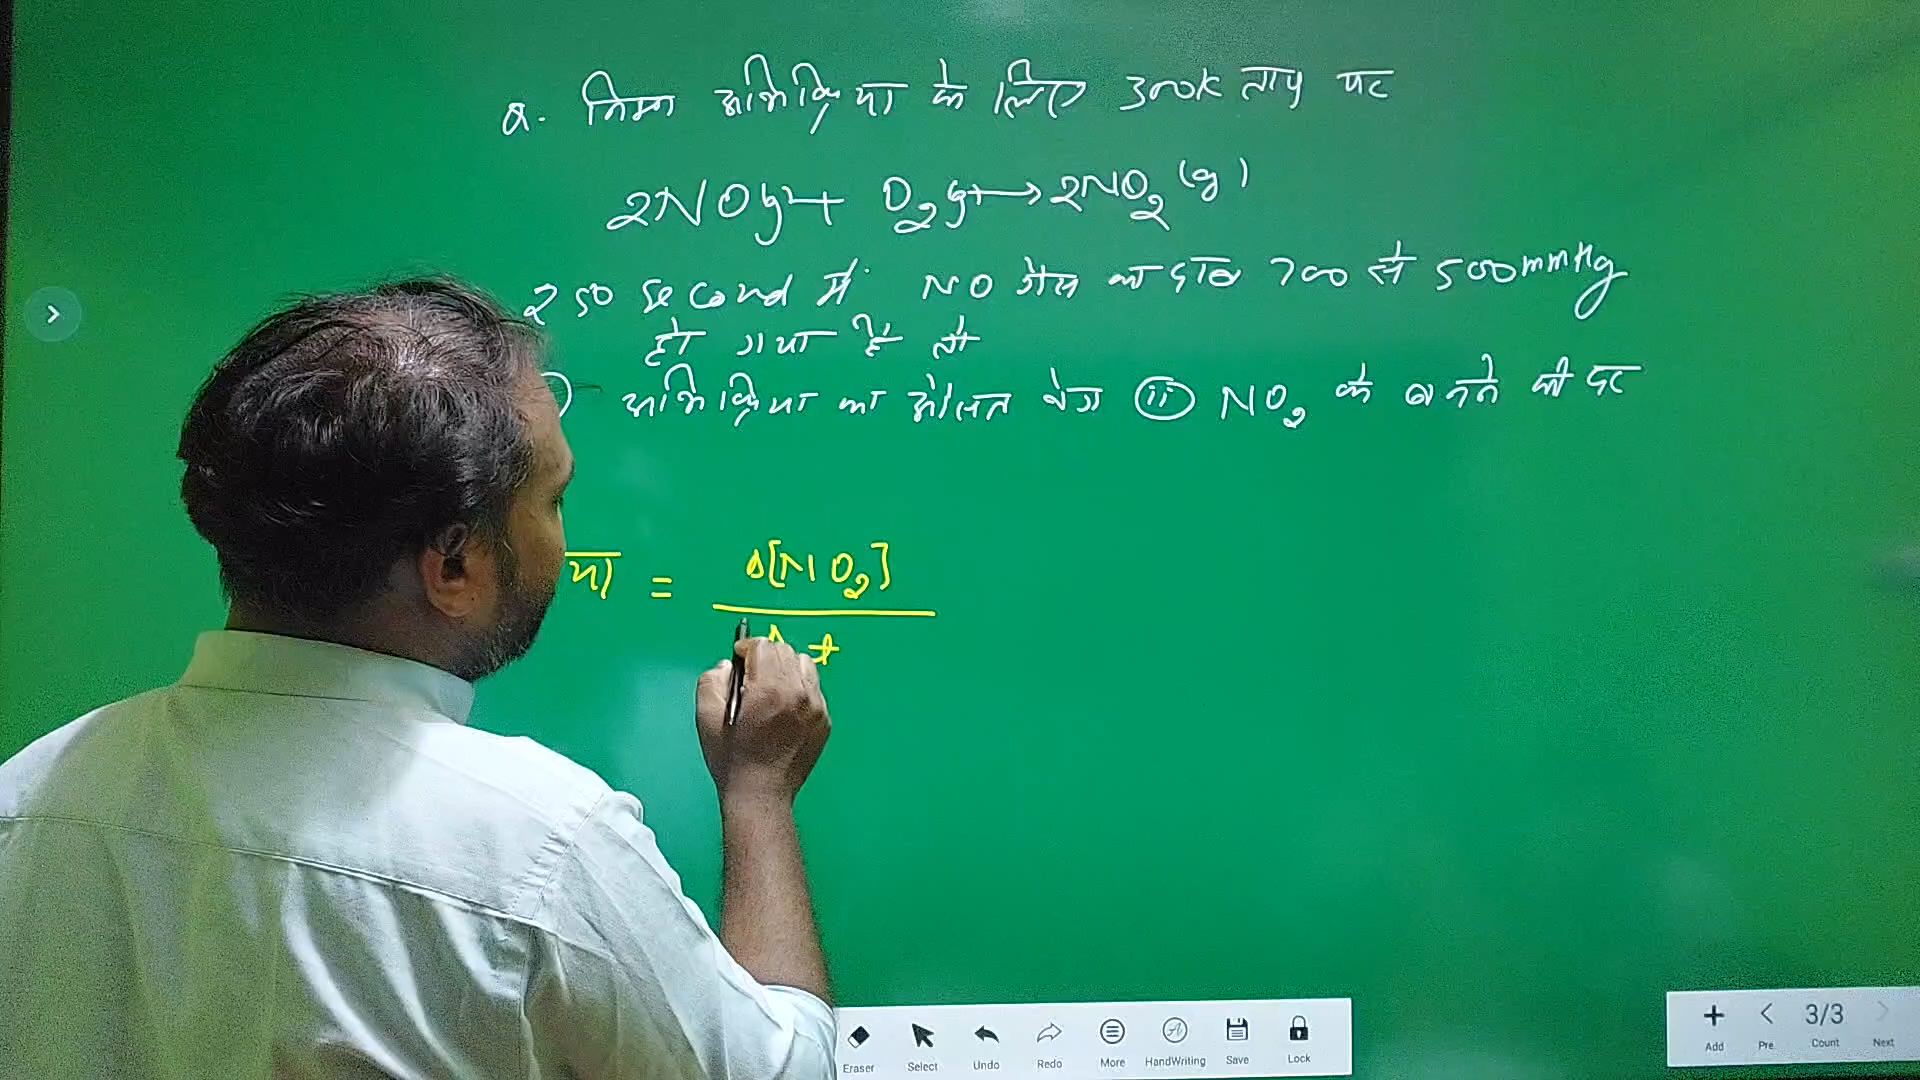 Q. निम्न अभिक्रिया के लिए 300K ताप पर
2NO(g) + O₂(g) → 2NO₂(g)
250 second में NO गैस का दाब 700 से 500mmHg
हो गया है तो
अभिक्रिया का औसत वेग (ii) NO₂ के बनने की दर
या = Δ[NO₂]
Δt
Eraser Select Undo Redo More HandWriting Save Lock
Add Pre 3/3 Count Next